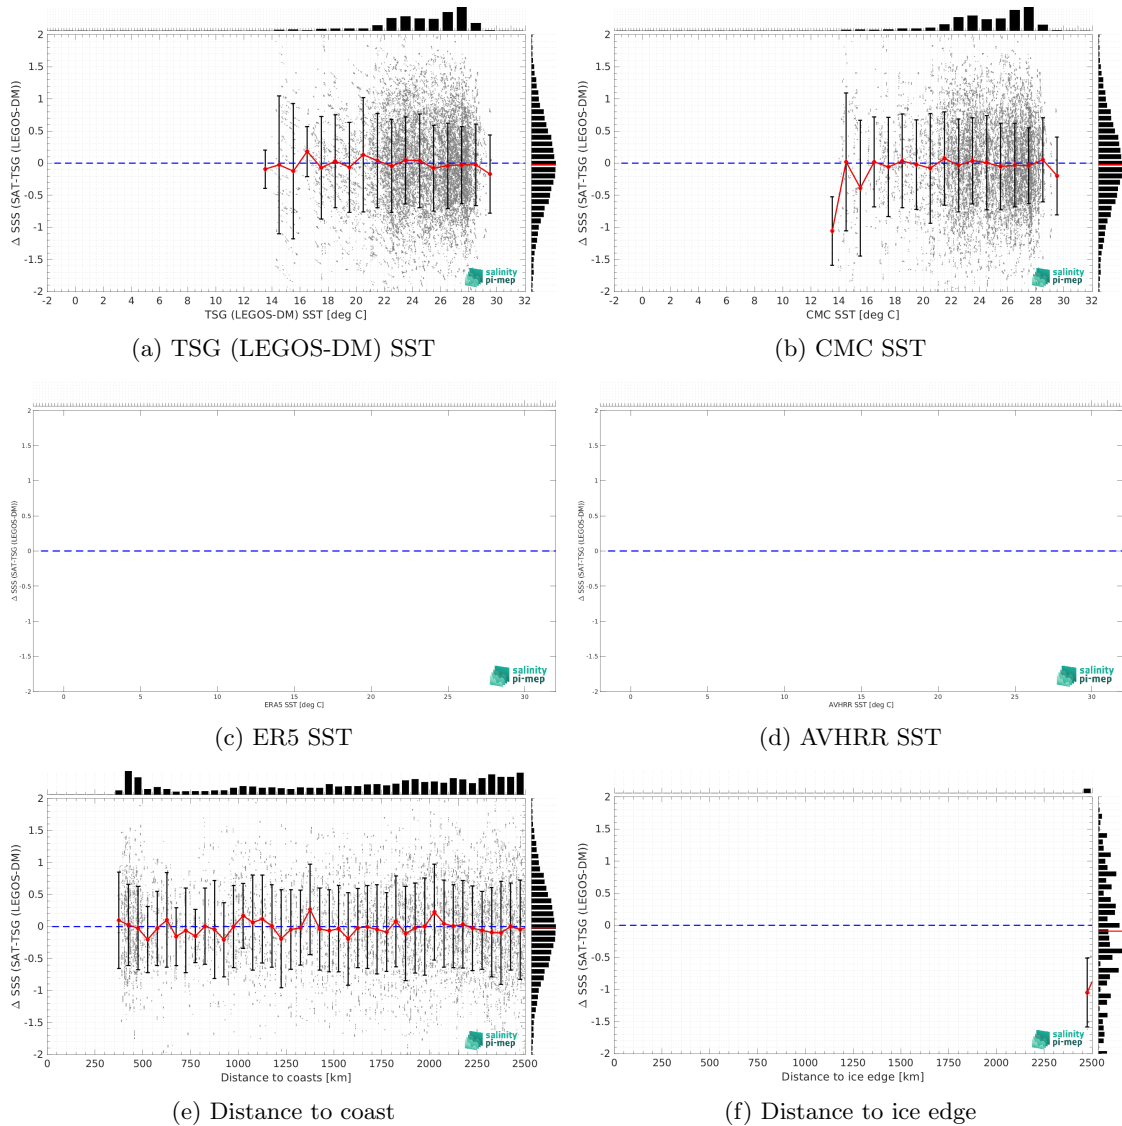 2
1.5
1
0.5
0
-0.5
-1
-1.5
-2
Δ SSS (SAT-TSG (LEGOS-DM))
-2 0 2 4 6 8 10 12 14 16 18 20 22 24 26 28 30 32
TSG (LEGOS-DM) SST [deg C]
salinity
pi-mep
(a) TSG (LEGOS-DM) SST
2
1.5
1
0.5
0
-0.5
-1
-1.5
-2
Δ SSS (SAT-TSG (LEGOS-DM))
-2 0 2 4 6 8 10 12 14 16 18 20 22 24 26 28 30 32
CMC SST [deg C]
salinity
pi-mep
(b) CMC SST
2
1.5
1
0.5
0
-0.5
-1
-1.5
-2
Δ SSS (SAT-TSG (LEGOS-DM))
0 5 10 15 20 25 30
ERA5 SST [deg C]
salinity
pi-mep
(c) ER5 SST
2
1.5
1
0.5
0
-0.5
-1
-1.5
-2
Δ SSS (SAT-TSG (LEGOS-DM))
0 5 10 15 20 25 30
AVHRR SST [deg C]
salinity
pi-mep
(d) AVHRR SST
2
1.5
1
0.5
0
-0.5
-1
-1.5
-2
Δ SSS (SAT-TSG (LEGOS-DM))
0 500 1000 1500 2000 2500
Distance to coasts [km]
salinity
pi-mep
(e) Distance to coast
2
1.5
1
0.5
0
-0.5
-1
-1.5
-2
Δ SSS (SAT-TSG (LEGOS-DM))
0 500 1000 1500 2000 2500
Distance to ice edge [km]
salinity
pi-mep
(f) Distance to ice edge